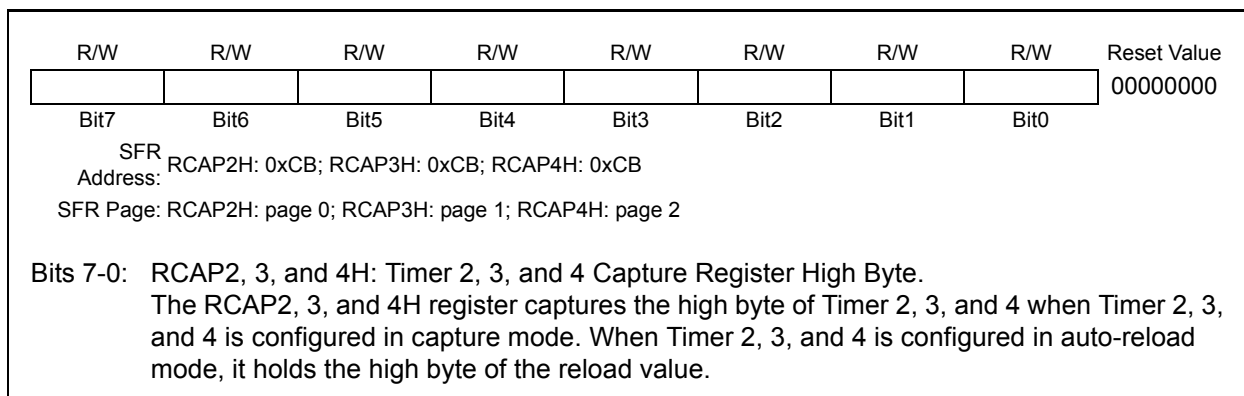 R/W R/W R/W R/W R/W R/W R/W R/W Reset Value
00000000
Bit7 Bit6 Bit5 Bit4 Bit3 Bit2 Bit1 Bit0
SFR Address: RCAP2H: 0xCB; RCAP3H: 0xCB; RCAP4H: 0xCB
SFR Page: RCAP2H: page 0; RCAP3H: page 1; RCAP4H: page 2
Bits 7-0: RCAP2, 3, and 4H: Timer 2, 3, and 4 Capture Register High Byte.
The RCAP2, 3, and 4H register captures the high byte of Timer 2, 3, and 4 when Timer 2, 3,
and 4 is configured in capture mode. When Timer 2, 3, and 4 is configured in auto-reload
mode, it holds the high byte of the reload value.